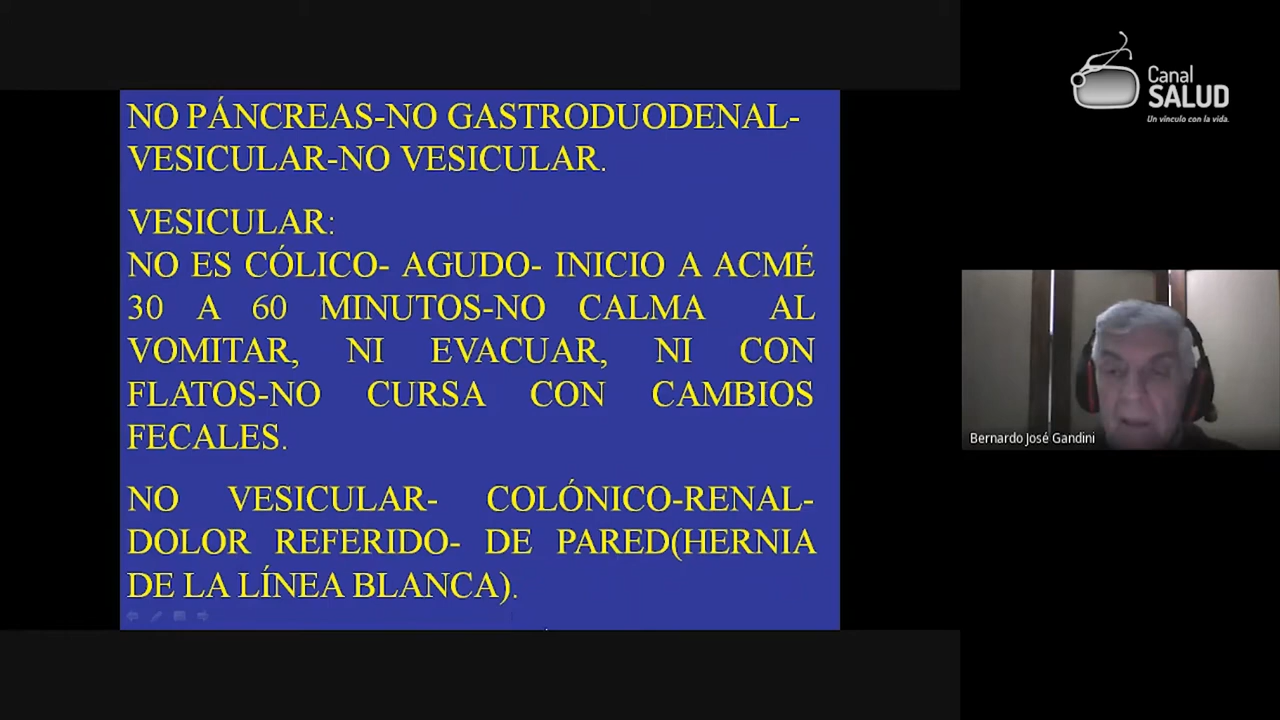 NO PÁNCREAS-NO GASTRODUODENAL-
VESICULAR-NO VESICULAR.
VESICULAR:
NO ES CÓLICO- AGUDO- INICIO A ACMÉ
30 A 60 MINUTOS-NO CALMA AL
VOMITAR, NI EVACUAR, NI CON
FLATOS-NO CURSA CON CAMBIOS
FECALES.
NO VESICULAR- COLÓNICO-RENAL-
DOLOR REFERIDO- DE PARED(HERNIA
DE LA LÍNEA BLANCA).
Canal
SALUD
Un vínculo con la vida.
Bernardo José Gandini